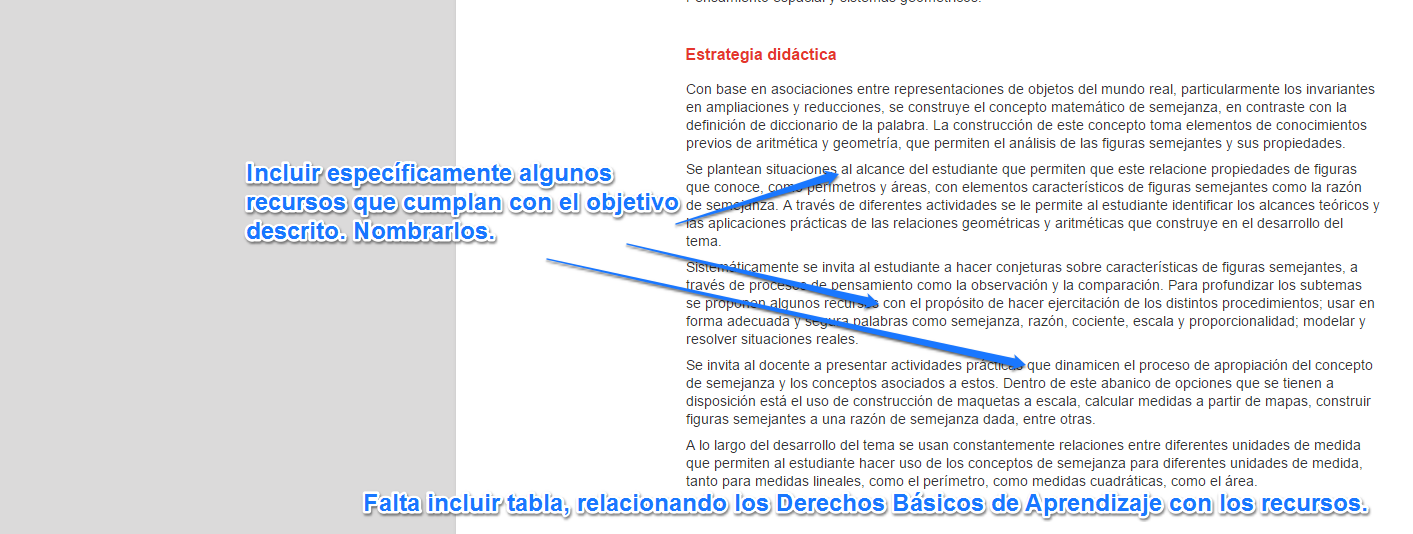 Pensamiento espacial y sistemas geométricos.
Estrategia didáctica
Con base en asociaciones entre representaciones de objetos del mundo real, particularmente los invariantes
en ampliaciones y reducciones, se construye el concepto matemático de semejanza, en contraste con la
definición de diccionario de la palabra. La construcción de este concepto toma elementos de conocimientos
previos de aritmética y geometría, que permiten el análisis de las figuras semejantes y sus propiedades.
Incluir específicamente algunos
recursos que cumplan con el objetivo
descrito. Nombrarlos.
Se plantean situaciones al alcance del estudiante que permiten que este relacione propiedades de figuras
que conoce, como perímetros y áreas, con elementos característicos de figuras semejantes como la razón
de semejanza. A través de diferentes actividades se le permite al estudiante identificar los alcances teóricos y
las aplicaciones prácticas de las relaciones geométricas y aritméticas que construye en el desarrollo del
tema.
Sistemáticamente se invita al estudiante a hacer conjeturas sobre características de figuras semejantes, a
través de procesos de pensamiento como la observación y la comparación. Para profundizar los subtemas
se proponen algunos recursos con el propósito de hacer ejercitación de los distintos procedimientos; usar en
forma adecuada y segura palabras como semejanza, razón, cociente, escala y proporcionalidad; modelar y
resolver situaciones reales.
Se invita al docente a presentar actividades prácticas que dinamicen el proceso de apropiación del concepto
de semejanza y los conceptos asociados a estos. Dentro de este abanico de opciones que se tienen a
disposición está el uso de construcción de maquetas a escala, calcular medidas a partir de mapas, construir
figuras semejantes a una razón de semejanza dada, entre otras.
A lo largo del desarrollo del tema se usan constantemente relaciones entre diferentes unidades de medida
que permiten al estudiante hacer uso de los conceptos de semejanza para diferentes unidades de medida,
tanto para medidas lineales, como el perímetro, como medidas cuadráticas, como el área.
Falta incluir tabla, relacionando los Derechos Básicos de Aprendizaje con los recursos.